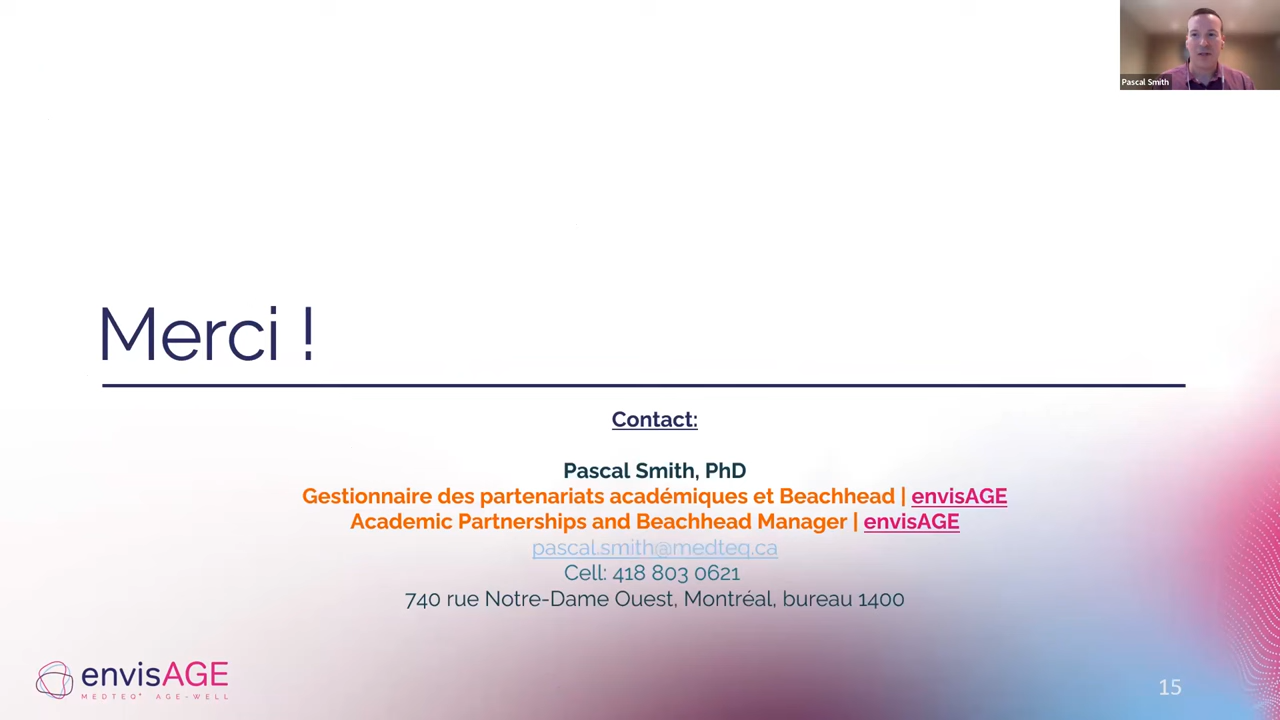 Pascal Smith
Merci !
Contact:
Pascal Smith, PhD
Gestionnaire des partenariats académiques et Beachhead | envisAGE
Academic Partnerships and Beachhead Manager | envisAGE
pascal.smith@medteq.ca
Cell: 418 803 0621
740 rue Notre-Dame Ouest, Montréal, bureau 1400
envisAGE
MEDTEQ+ AGE-WELL
15